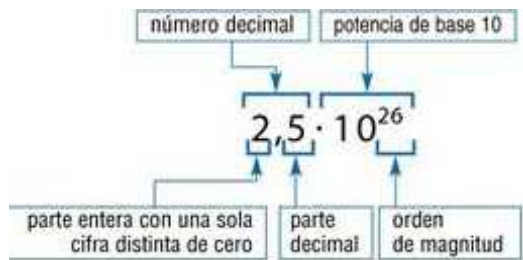 número decimal
potencia de base 10
2,5 · 10²⁶
parte entera con una sola
cifra distinta de cero
parte
decimal
orden
de magnitud